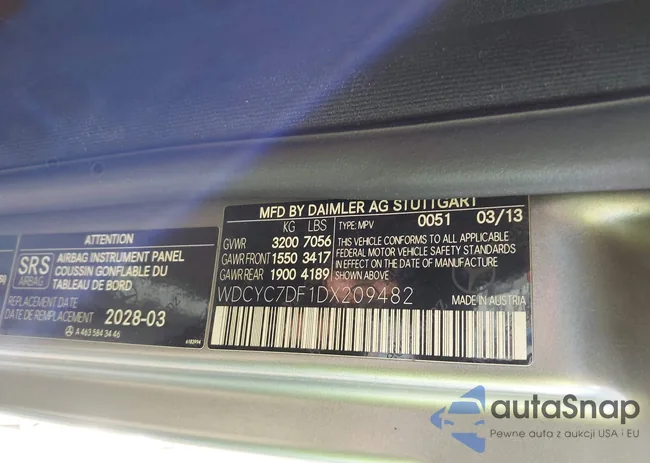 ATTENTION
SRS
AIRBAG
AIRBAG INSTRUMENT PANEL
COUSSIN GONFLABLE DU
TABLEAU DE BORD
REPLACEMENT DATE
DATE DE REMPLACEMENT
2028-03
A 463 584 34 46
MFD BY DAIMLER AG STUTTGART
KG LBS
TYPE: MPV 0051 03/13
GVWR 3200 7056
GAWR FRONT 1550 3417
GAWR REAR 1900 4189
THIS VEHICLE CONFORMS TO ALL APPLICABLE
FEDERAL MOTOR VEHICLE SAFETY STANDARDS
IN EFFECT ON THE DATE OF MANUFACTURE
SHOWN ABOVE.
WDCYC7DF1DX209482
MADE IN AUSTRIA
autaSnap
Pewne auta z aukcji USA i EU